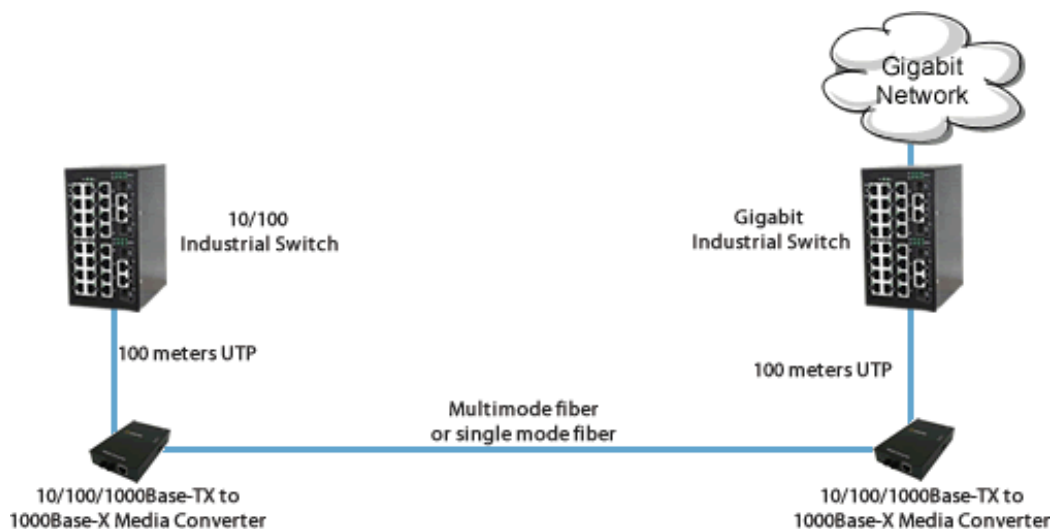 Gigabit
Network
10/100
Industrial Switch
Gigabit
Industrial Switch
100 meters UTP
100 meters UTP
Multimode fiber
or single mode fiber
10/100/1000Base-TX to
1000Base-X Media Converter
10/100/1000Base-TX to
1000Base-X Media Converter